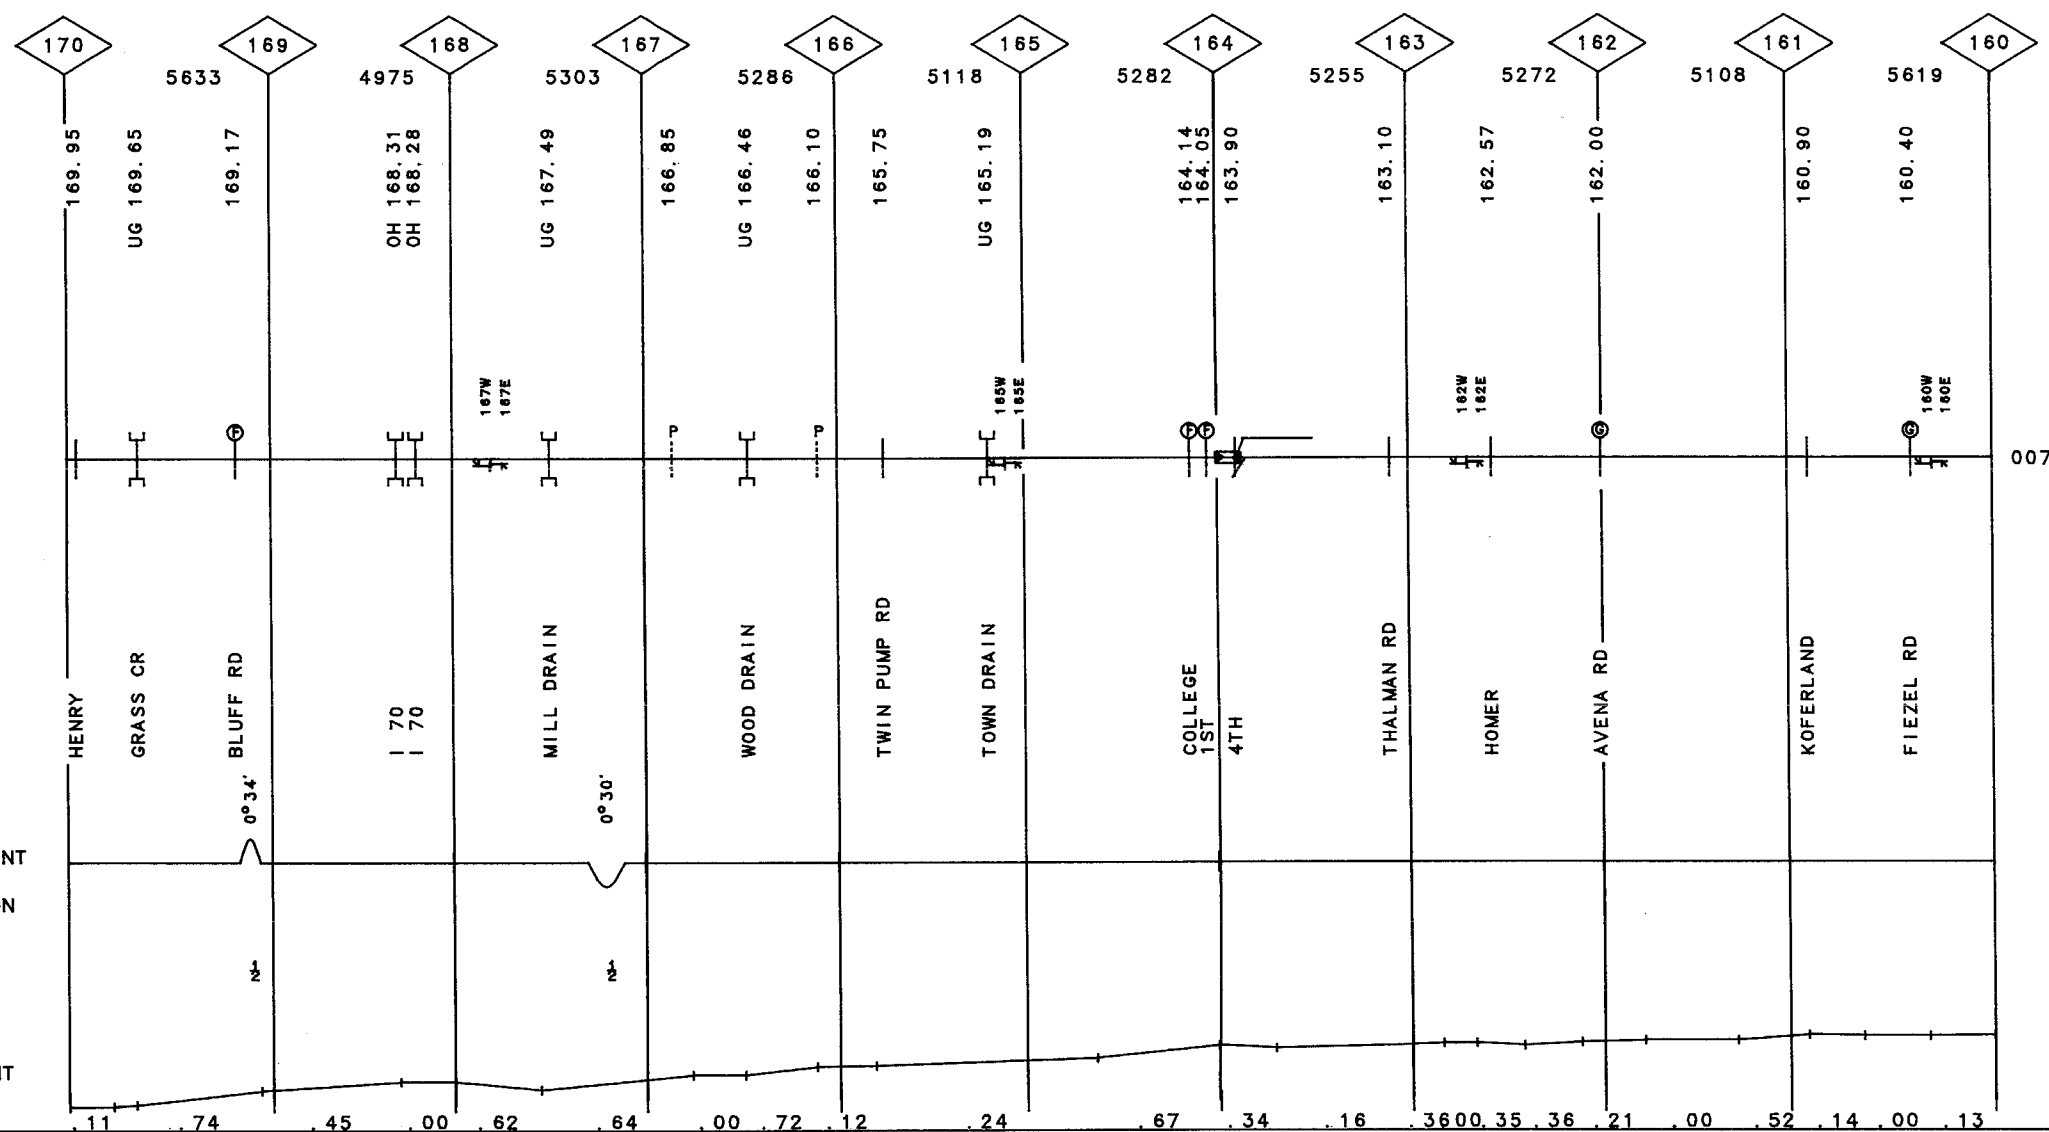 170 169 168 167 166 165 164 163 162 161 160
5633 4975 5303 5286 5118 5282 5255 5272 5108 5619
169.95
UG 169.65
169.17
OH 168.31
OH 168.28
UG 167.49
166.85
UG 166.46
166.10
165.75
UG 165.19
164.14
164.05
163.90
163.10
162.57
162.00
160.90
160.40
167W
167E
165W
165E
162W
162E
160W
160E
F P P F F G G
007
HENRY
GRASS CR
BLUFF RD
I 70
I 70
MILL DRAIN
WOOD DRAIN
TWIN PUMP RD
TOWN DRAIN
COLLEGE
1ST
4TH
THALMAN RD
HOMER
AVENA RD
KOFERLAND
FIEZEL RD
0°34'
0°30'
NT
N
½ ½
IT
.11 .74 .45 .00 .62 .64 .00 .72 .12 .24 .67 .34 .16 .36 00 .35 .36 .21 .00 .52 .14 .00 .13